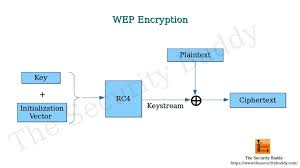 WEP Encryption
Plaintext
Key
+
Initialization
Vector
RC4
Keystream
Ciphertext
The Security Buddy
The Security Buddy
https://www.thesecuritybuddy.com/